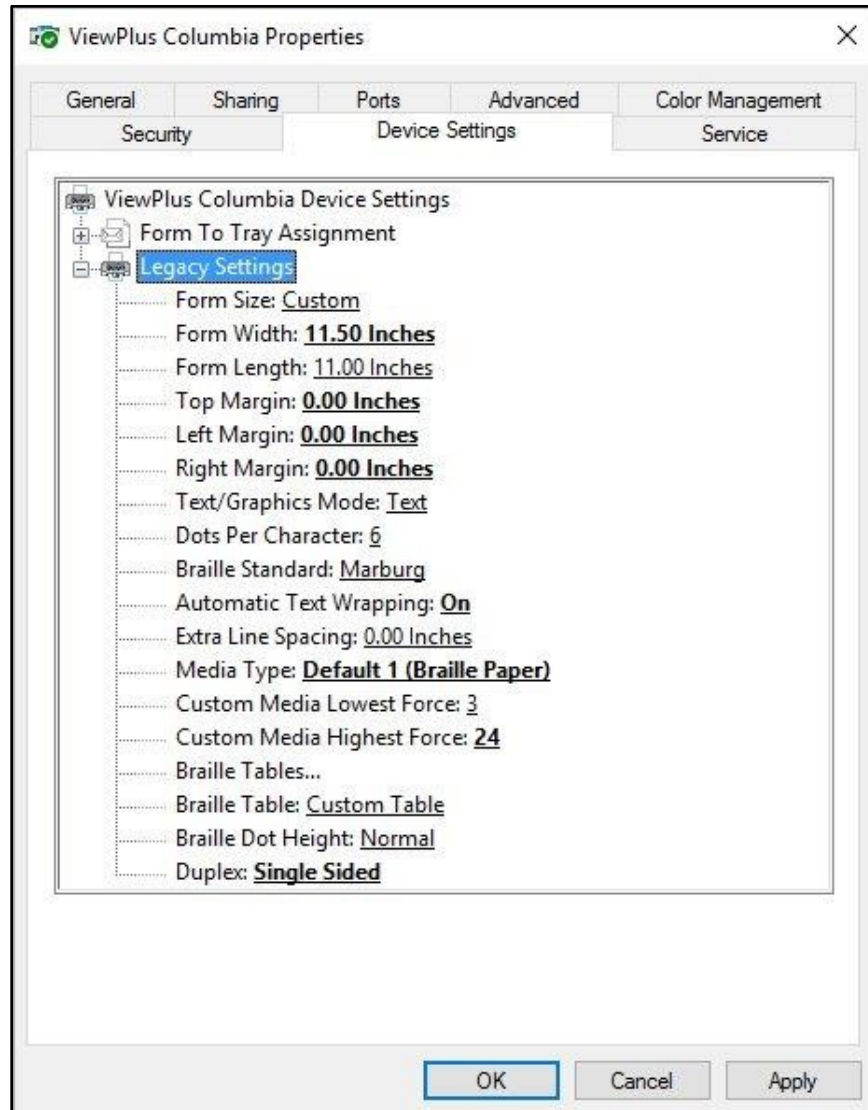 ViewPlus Columbia Properties
General Sharing Ports Advanced Color Management
Security Device Settings Service
ViewPlus Columbia Device Settings
Form To Tray Assignment
Legacy Settings
Form Size: Custom
Form Width: 11.50 Inches
Form Length: 11.00 Inches
Top Margin: 0.00 Inches
Left Margin: 0.00 Inches
Right Margin: 0.00 Inches
Text/Graphics Mode: Text
Dots Per Character: 6
Braille Standard: Marburg
Automatic Text Wrapping: On
Extra Line Spacing: 0.00 Inches
Media Type: Default 1 (Braille Paper)
Custom Media Lowest Force: 3
Custom Media Highest Force: 24
Braille Tables...
Braille Table: Custom Table
Braille Dot Height: Normal
Duplex: Single Sided
OK Cancel Apply